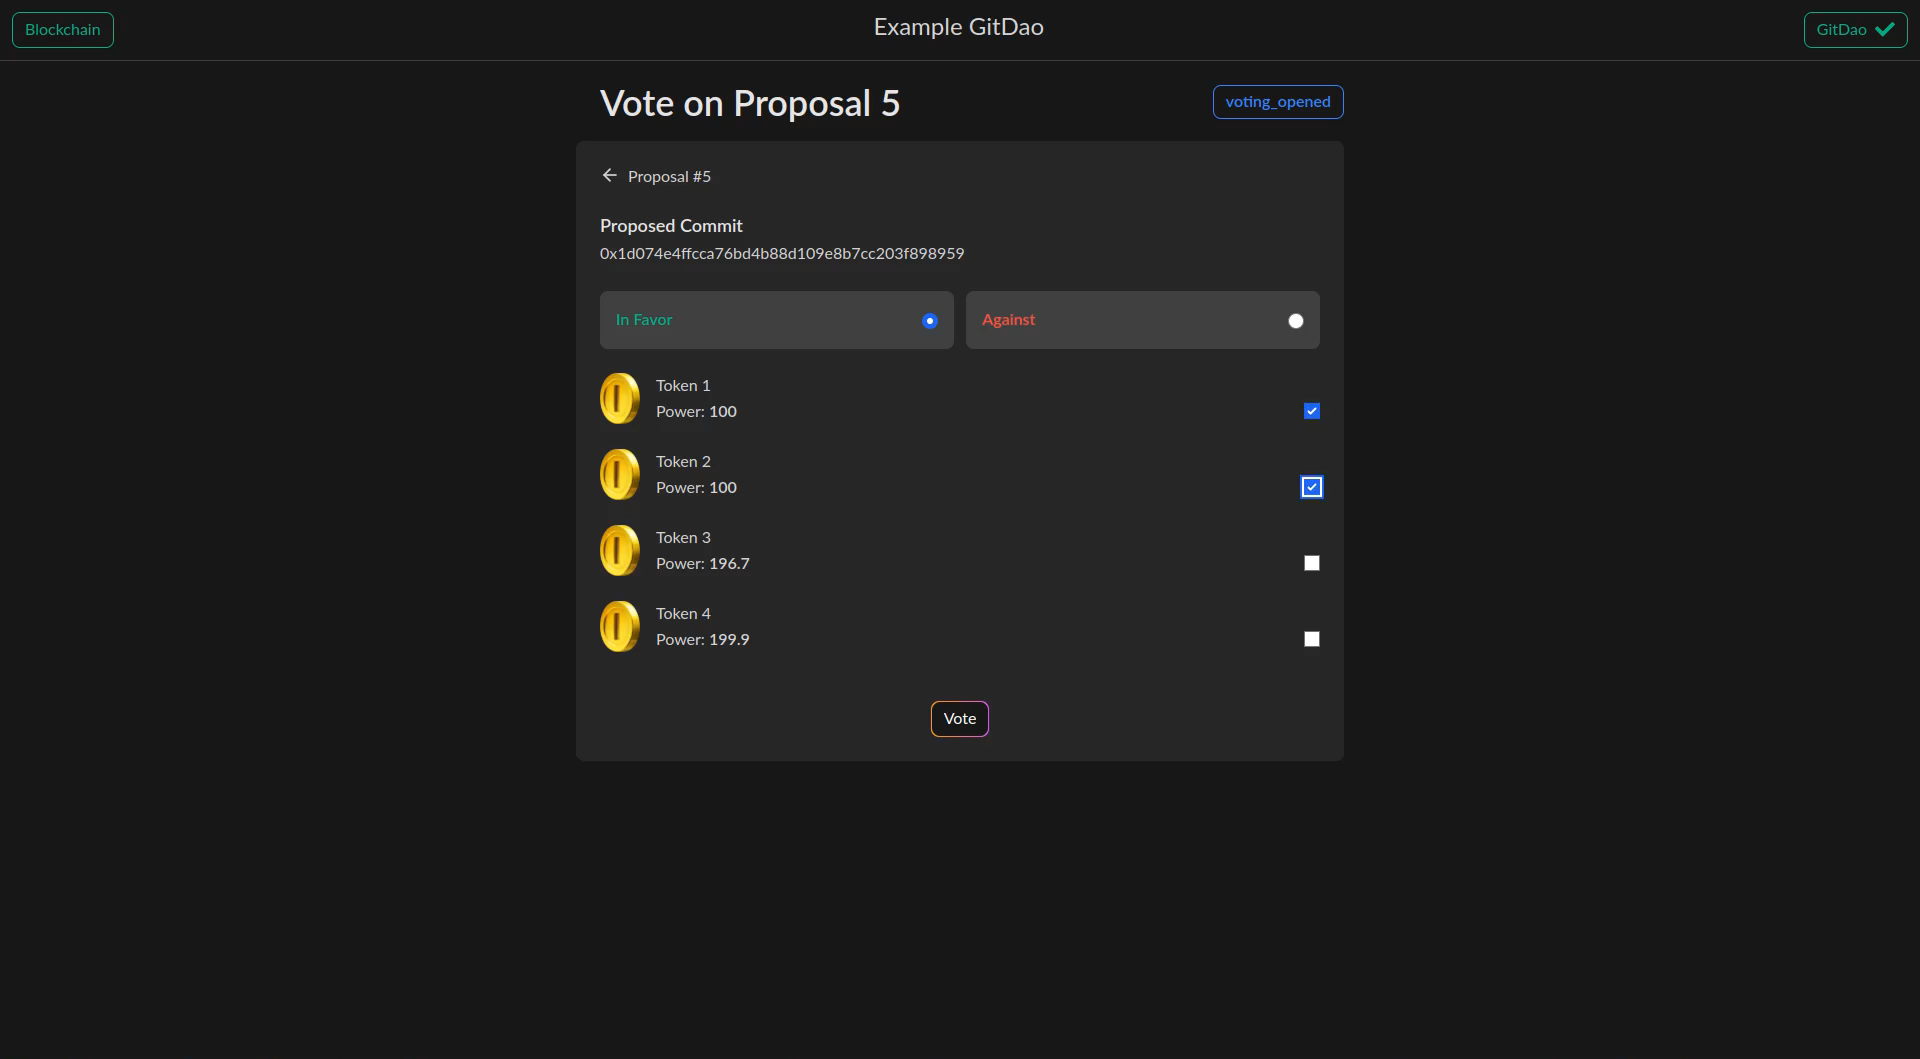 Blockchain
Example GitDao
GitDao
Vote on Proposal 5
voting_opened
Proposal #5
Proposed Commit
0x1d074e4ffcca76bd4b88d109e8b7cc203f898959
In Favor
Against
Token 1
Power: 100
Token 2
Power: 100
Token 3
Power: 196.7
Token 4
Power: 199.9
Vote